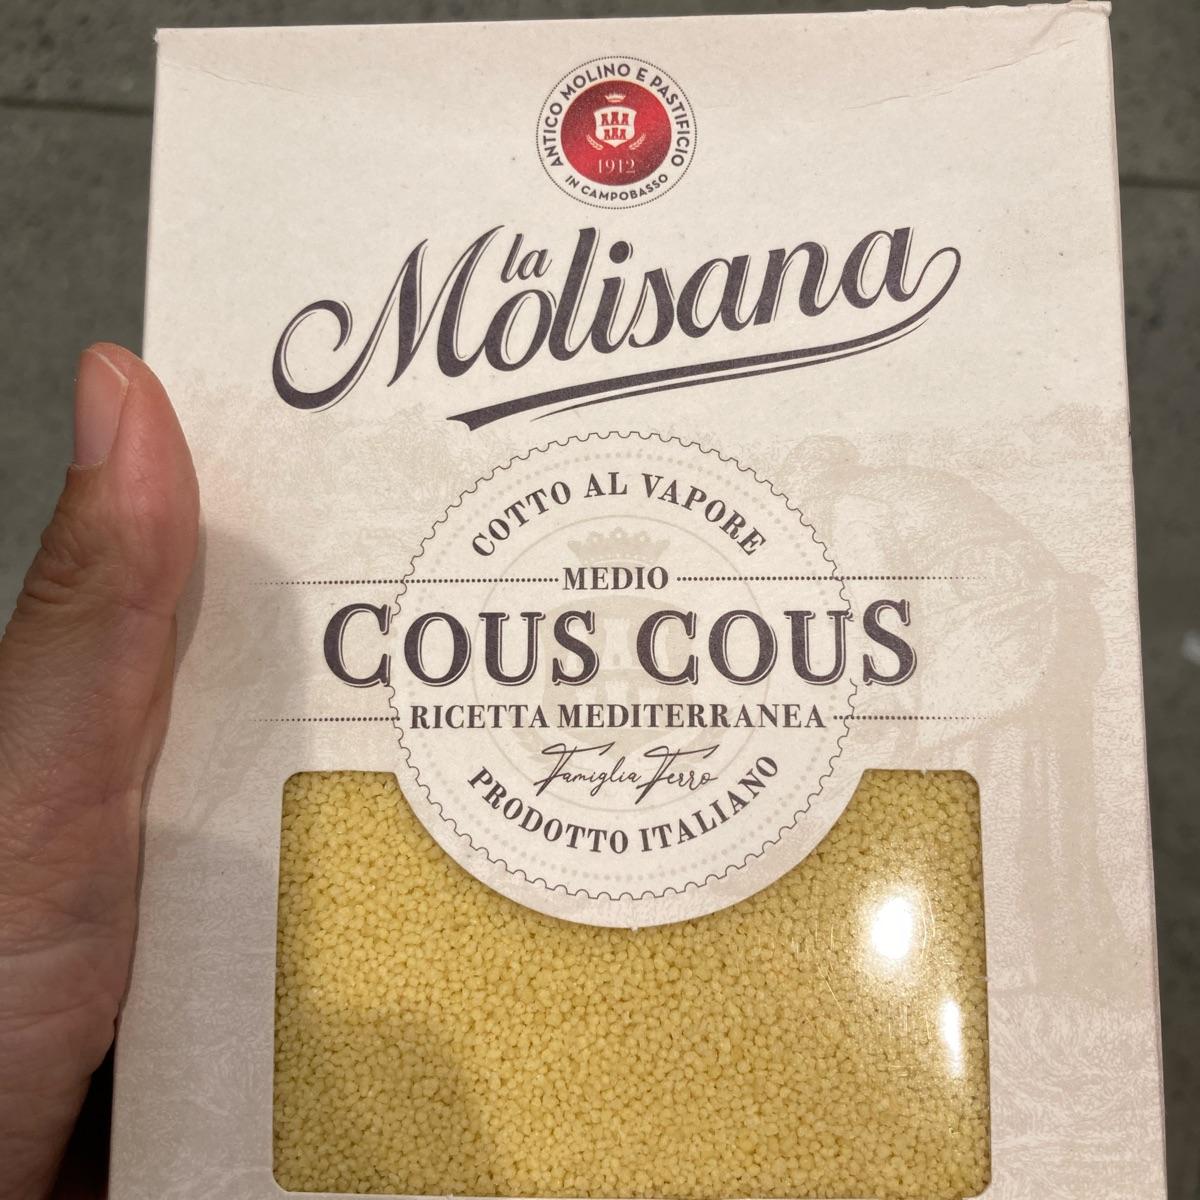 ANTICO MOLINO E PASTIFICIO
1912
IN CAMPOBASSO
la Molisana
COTTO AL VAPORE
MEDIO
COUS COUS
RICETTA MEDITERRANEA
Famiglia Ferro
PRODOTTO ITALIANO